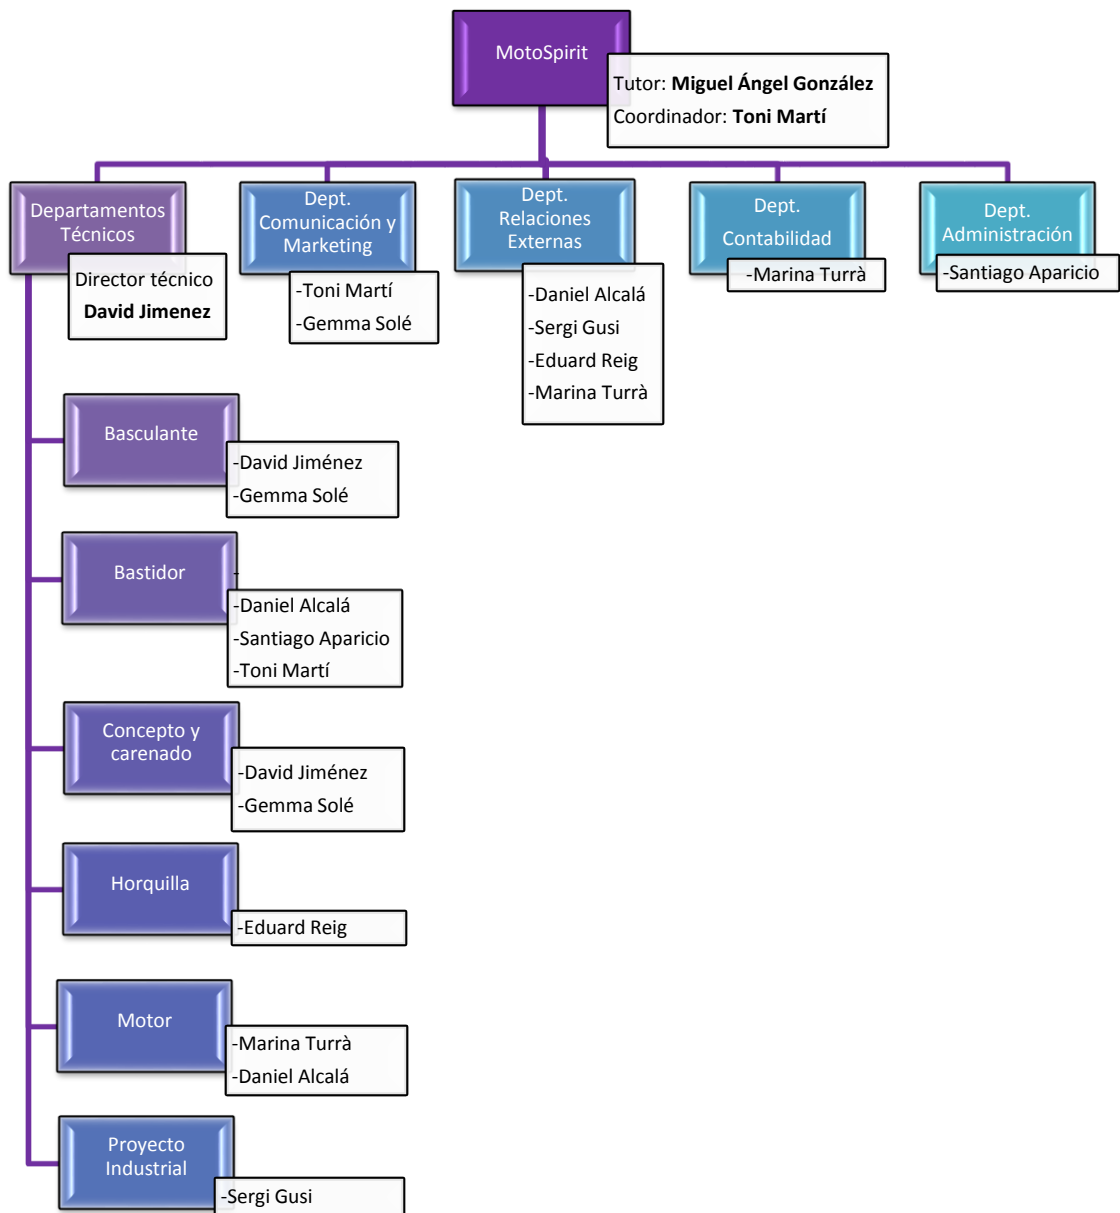 MotoSpirit
Tutor: Miguel Ángel González
Coordinador: Toni Martí
Departamentos
Técnicos
Director técnico
David Jimenez
Dept.
Comunicación y
Marketing
-Toni Martí
-Gemma Solé
Dept.
Relaciones
Externas
-Daniel Alcalá
-Sergi Gusi
-Eduard Reig
-Marina Turrà
Dept.
Contabilidad
-Marina Turrà
Dept.
Administración
-Santiago Aparicio
Basculante
-David Jiménez
-Gemma Solé
Bastidor
-
-Daniel Alcalá
-Santiago Aparicio
-Toni Martí
Concepto y
carenado
-David Jiménez
-Gemma Solé
Horquilla
-Eduard Reig
Motor
-Marina Turrà
-Daniel Alcalá
Proyecto
Industrial
-Sergi Gusi